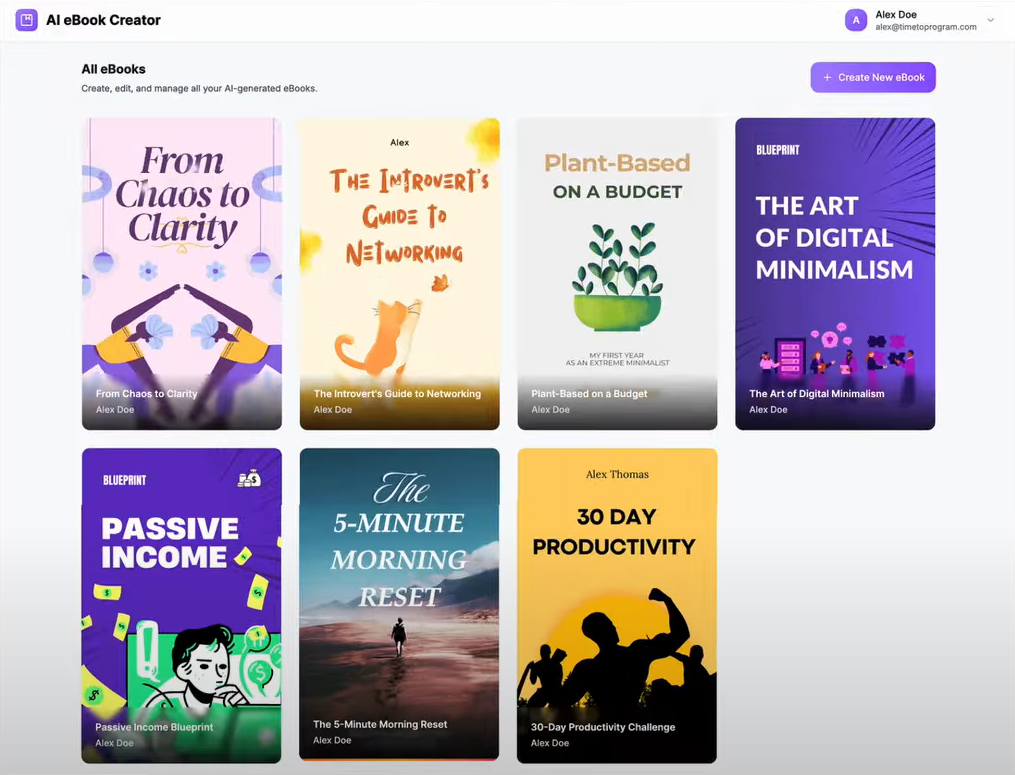 AI eBook Creator
A
Alex Doe
alex@timetoprogram.com
All eBooks
Create, edit, and manage all your AI-generated eBooks.
+ Create New eBook
From
Chaos to
Clarity
From Chaos to Clarity
Alex Doe
Alex
The Introvert's
Guide to
Networking
The Introvert's Guide to Networking
Alex Doe
Plant-Based
ON A BUDGET
MY FIRST YEAR
AS AN EXTREME MINIMALIST
Plant-Based on a Budget
Alex Doe
BLUEPRINT
THE ART
OF DIGITAL
MINIMALISM
The Art of Digital Minimalism
Alex Doe
BLUEPRINT
$
PASSIVE
INCOME
Passive Income Blueprint
Alex Doe
The
5-MINUTE
MORNING
RESET
The 5-Minute Morning Reset
Alex Doe
Alex Thomas
30 DAY
PRODUCTIVITY
30-Day Productivity Challenge
Alex Doe